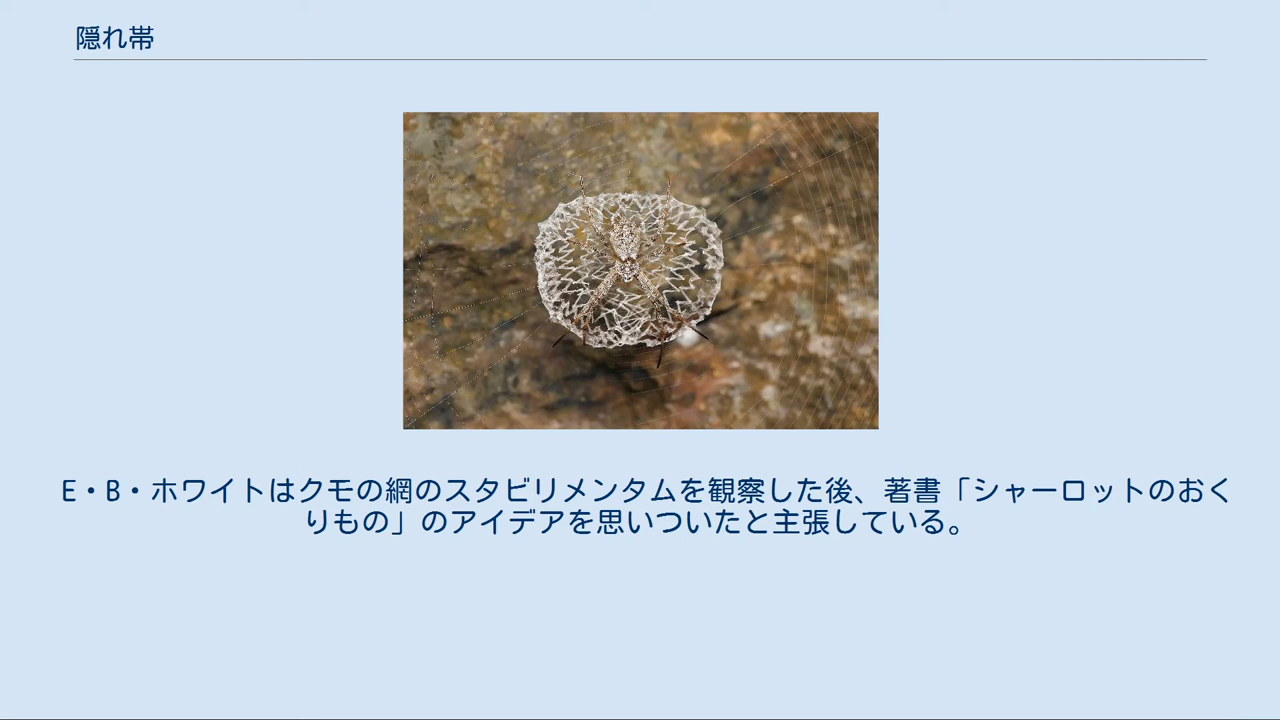 隠れ帯
E・B・ホワイトはクモの網のスタビリメンタムを観察した後、著書「シャーロットのおく
りもの」のアイデアを思いついたと主張している。